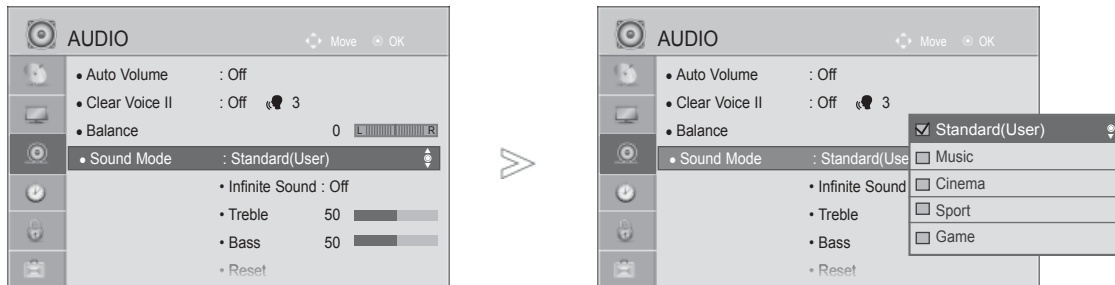 AUDIO Move OK
• Auto Volume : Off
• Clear Voice II : Off 3
• Balance 0 L R
• Sound Mode : Standard(User)
• Infinite Sound : Off
• Treble 50
• Bass 50
• Reset
AUDIO Move OK
• Auto Volume : Off
• Clear Voice II : Off 3
• Balance
• Sound Mode : Standard(Use
• Infinite Sound
• Treble
• Bass
• Reset
Standard(User)
Music
Cinema
Sport
Game